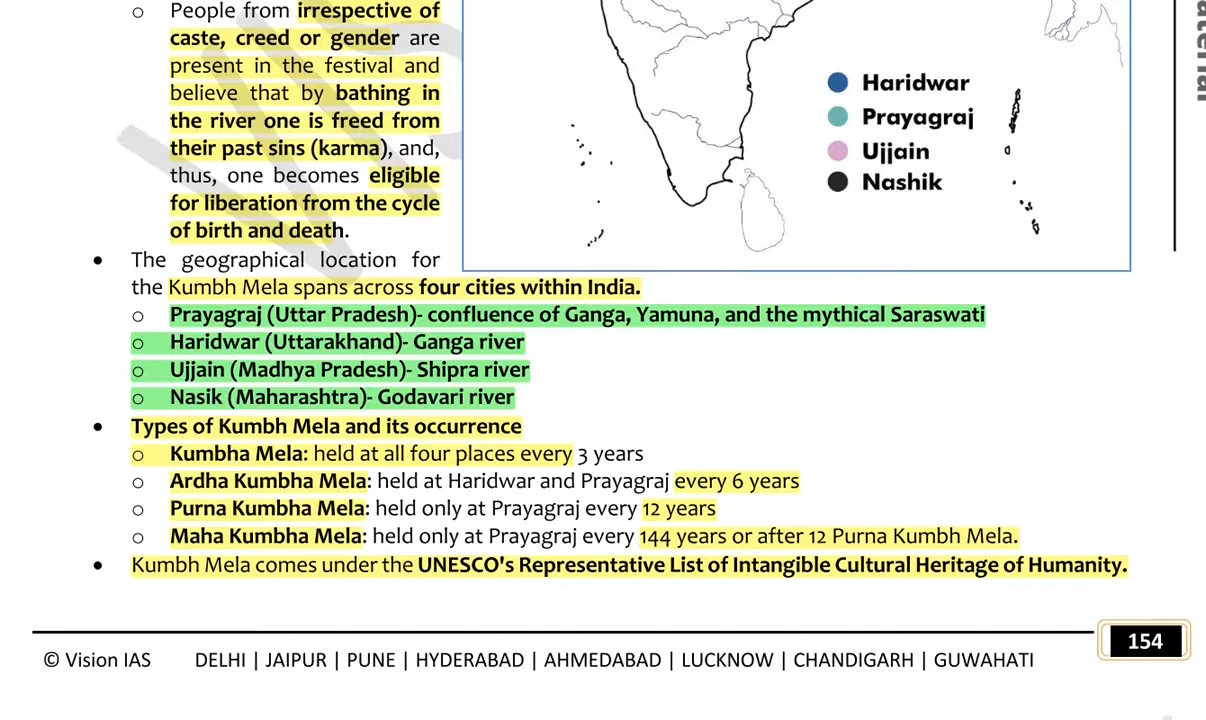 ○ People from irrespective of
caste, creed or gender are
present in the festival and
believe that by bathing in
the river one is freed from
their past sins (karma), and,
thus, one becomes eligible
for liberation from the cycle
of birth and death.
Haridwar
Prayagraj
Ujjain
Nashik
• The geographical location for
the Kumbh Mela spans across four cities within India.
○ Prayagraj (Uttar Pradesh)- confluence of Ganga, Yamuna, and the mythical Saraswati
○ Haridwar (Uttarakhand)- Ganga river
○ Ujjain (Madhya Pradesh)- Shipra river
○ Nasik (Maharashtra)- Godavari river
• Types of Kumbh Mela and its occurrence
○ Kumbha Mela: held at all four places every 3 years
○ Ardha Kumbha Mela: held at Haridwar and Prayagraj every 6 years
○ Purna Kumbha Mela: held only at Prayagraj every 12 years
○ Maha Kumbha Mela: held only at Prayagraj every 144 years or after 12 Purna Kumbh Mela.
• Kumbh Mela comes under the UNESCO's Representative List of Intangible Cultural Heritage of Humanity.
154
© Vision IAS DELHI | JAIPUR | PUNE | HYDERABAD | AHMEDABAD | LUCKNOW | CHANDIGARH | GUWAHATI